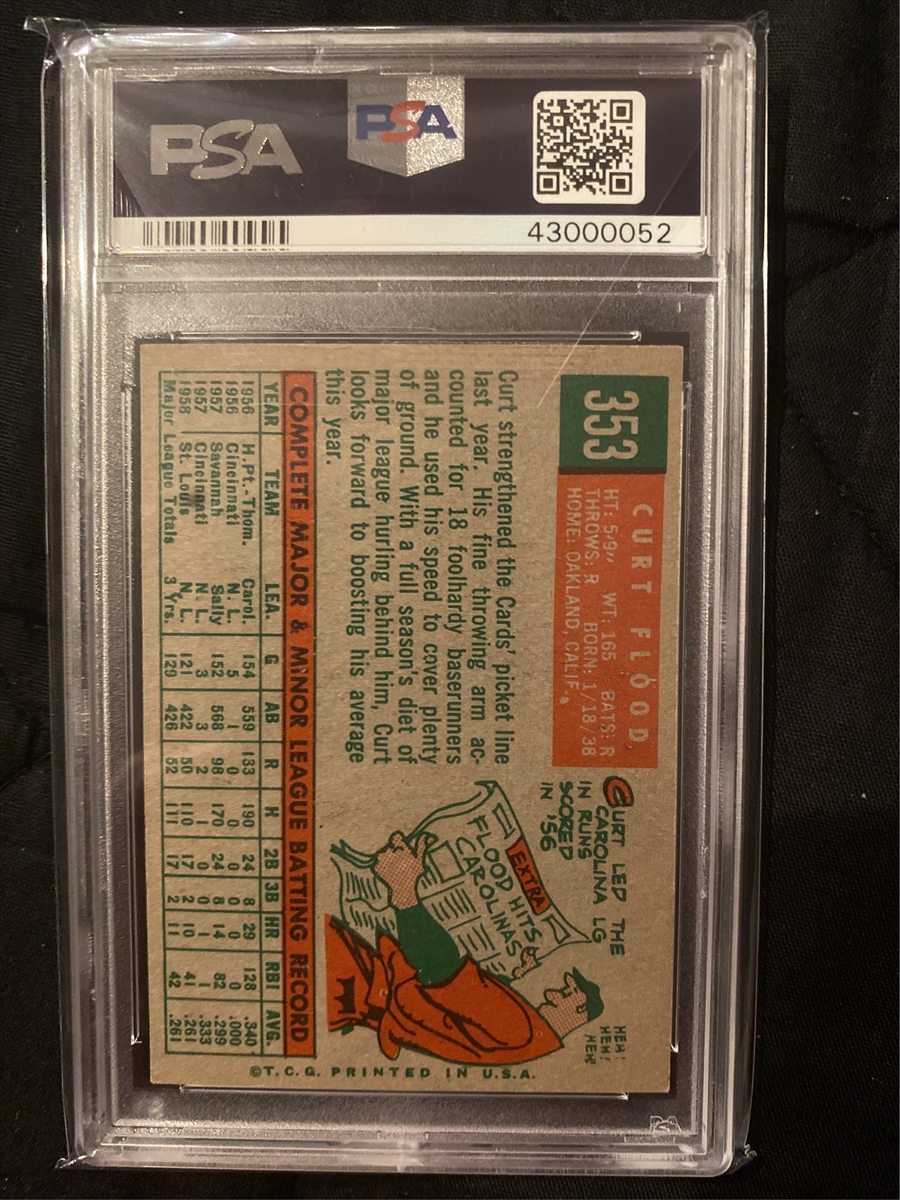 PSA
PSA
43000052
353
CURT FLOOD
HT: 5'9" WT: 165 BATS: R
THROWS: R BORN: 1/18/38
HOME: OAKLAND, CALIF.
Curt strengthened the Cards' picket line
last year. His fine throwing arm ac-
counted for 18 foolhardy baserunners
and he used his speed to cover plenty
of ground. With a full season's diet of
major league hurling behind him, Curt
looks forward to boosting his average
this year.
CURT LED THE
CAROLINA LG
IN RUNS
SCORED
IN '56
EXTRA
FLOOD HITS
CAROLINAS
HEH!
HEH!
HEH!
COMPLETE MAJOR & MINOR LEAGUE BATTING RECORD
YEAR TEAM LEA. G AB R H 2B 3B HR RBI AVG.
1956 H.Pt.-Thom. Carol. 154 559 133 190 24 8 29 128 .340
1956 Cincinnati N. L. 5 1 0 0 0 0 0 0 .000
1957 Savannah Sally 152 568 98 170 24 8 14 82 .299
1957 Cincinnati N. L. 3 3 2 1 0 0 1 1 .333
1958 St. Louis N. L. 121 422 50 110 17 2 10 41 .261
Major League Totals 3 Yrs. 129 426 52 111 17 2 11 42 .261
©T.C.G. PRINTED IN U.S.A.